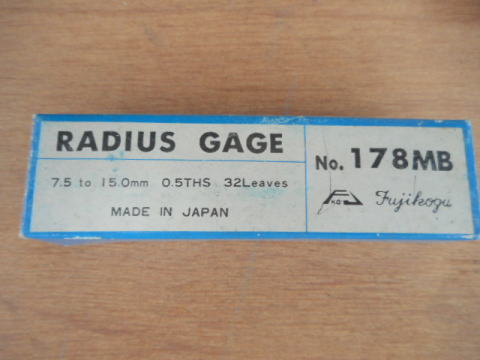 RADIUS GAGE
7.5 to 15.0mm 0.5THS 32Leaves
MADE IN JAPAN
No. 178MB
Fujikogu